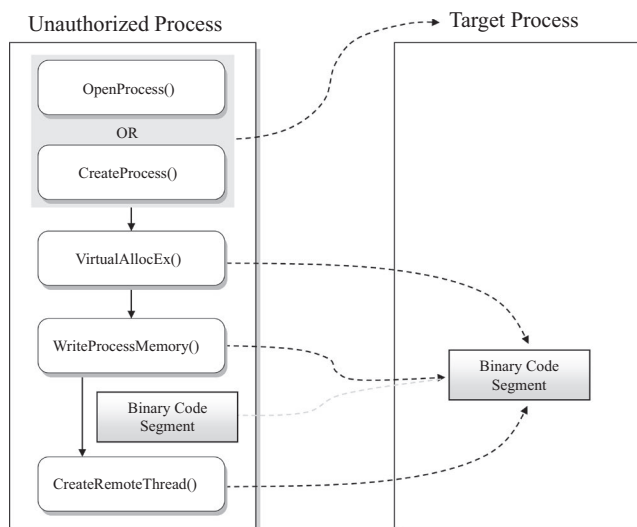 Unauthorized Process
Target Process
OpenProcess()
OR
CreateProcess()
VirtualAllocEx()
WriteProcessMemory()
Binary Code
Segment
Binary Code
Segment
CreateRemoteThread()